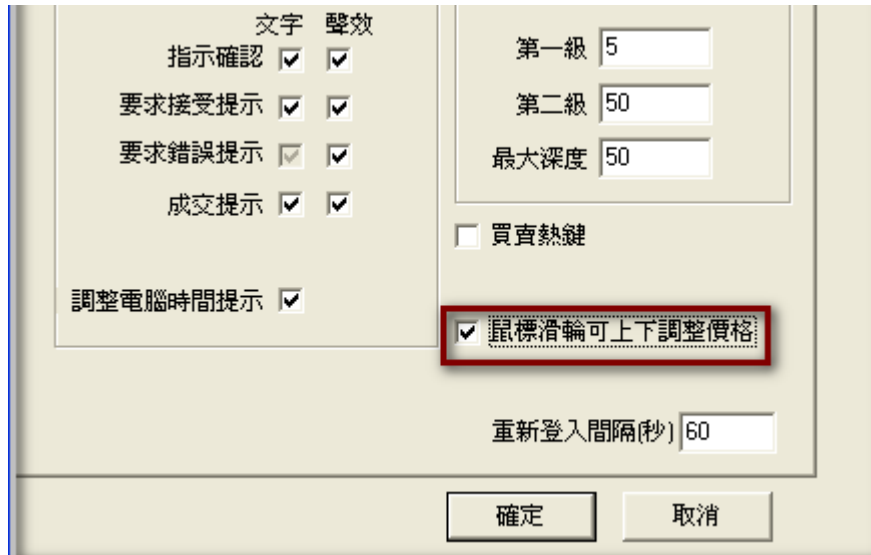 文字 聲效
指示確認
要求接受提示
要求錯誤提示
成交提示
調整電腦時間提示
第一級 5
第二級 50
最大深度 50
買賣熱鍵
鼠標滑輪可上下調整價格
重新登入間隔(秒) 60
確定 取消